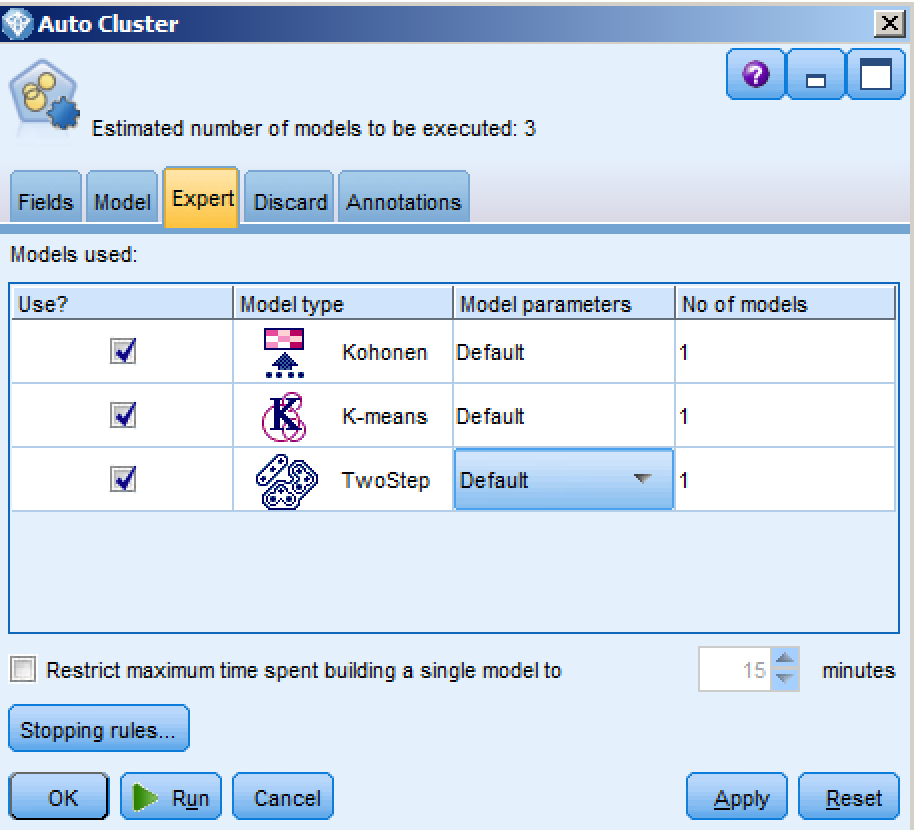 Auto Cluster
Estimated number of models to be executed: 3
Fields Model Expert Discard Annotations
Models used:
Use? Model type Model parameters No of models
Kohonen Default 1
K-means Default 1
TwoStep Default 1
Restrict maximum time spent building a single model to 15 minutes
Stopping rules...
OK Run Cancel Apply Reset